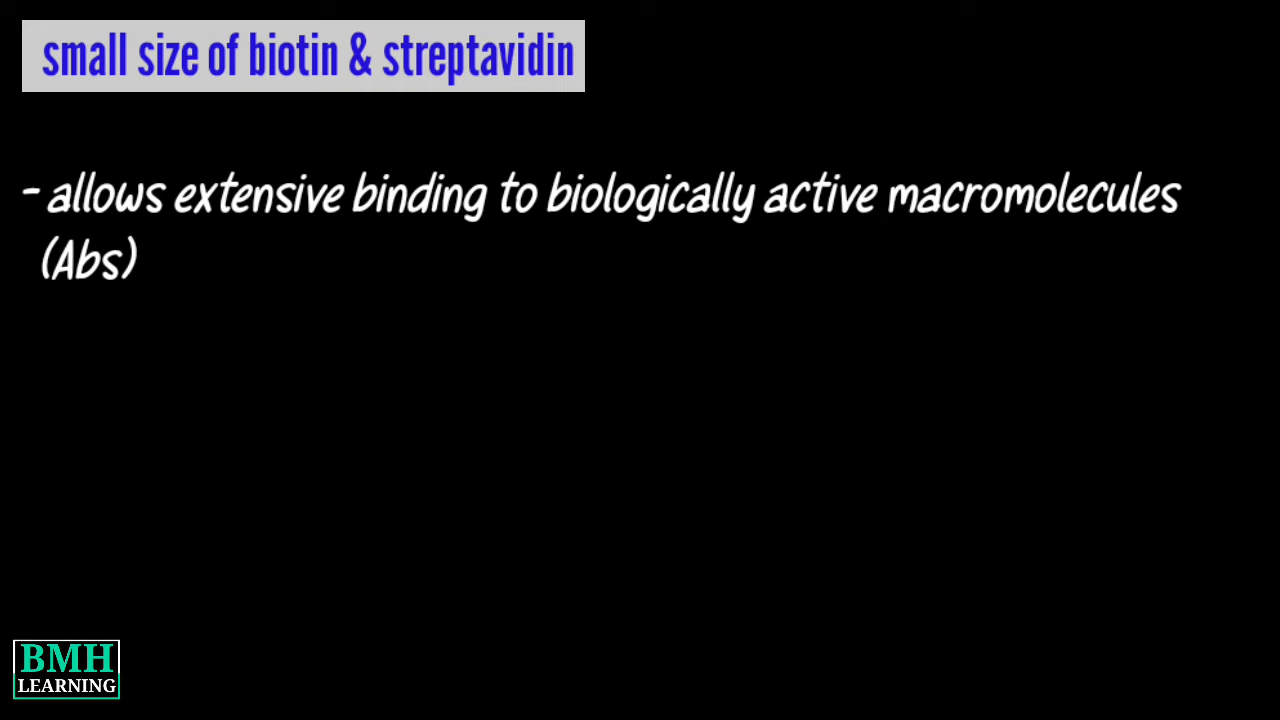 small size of biotin & streptavidin
- allows extensive binding to biologically active macromolecules
(Abs)
BMH
LEARNING